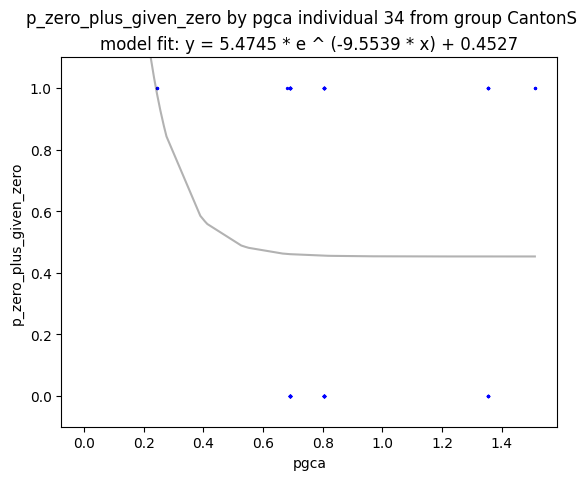 p_zero_plus_given_zero by pgca individual 34 from group CantonS
model fit: y = 5.4745 * e ^ (-9.5539 * x) + 0.4527
1.0
0.8
0.6
0.4
0.2
0.0
p_zero_plus_given_zero
0.0 0.2 0.4 0.6 0.8 1.0 1.2 1.4
pgca